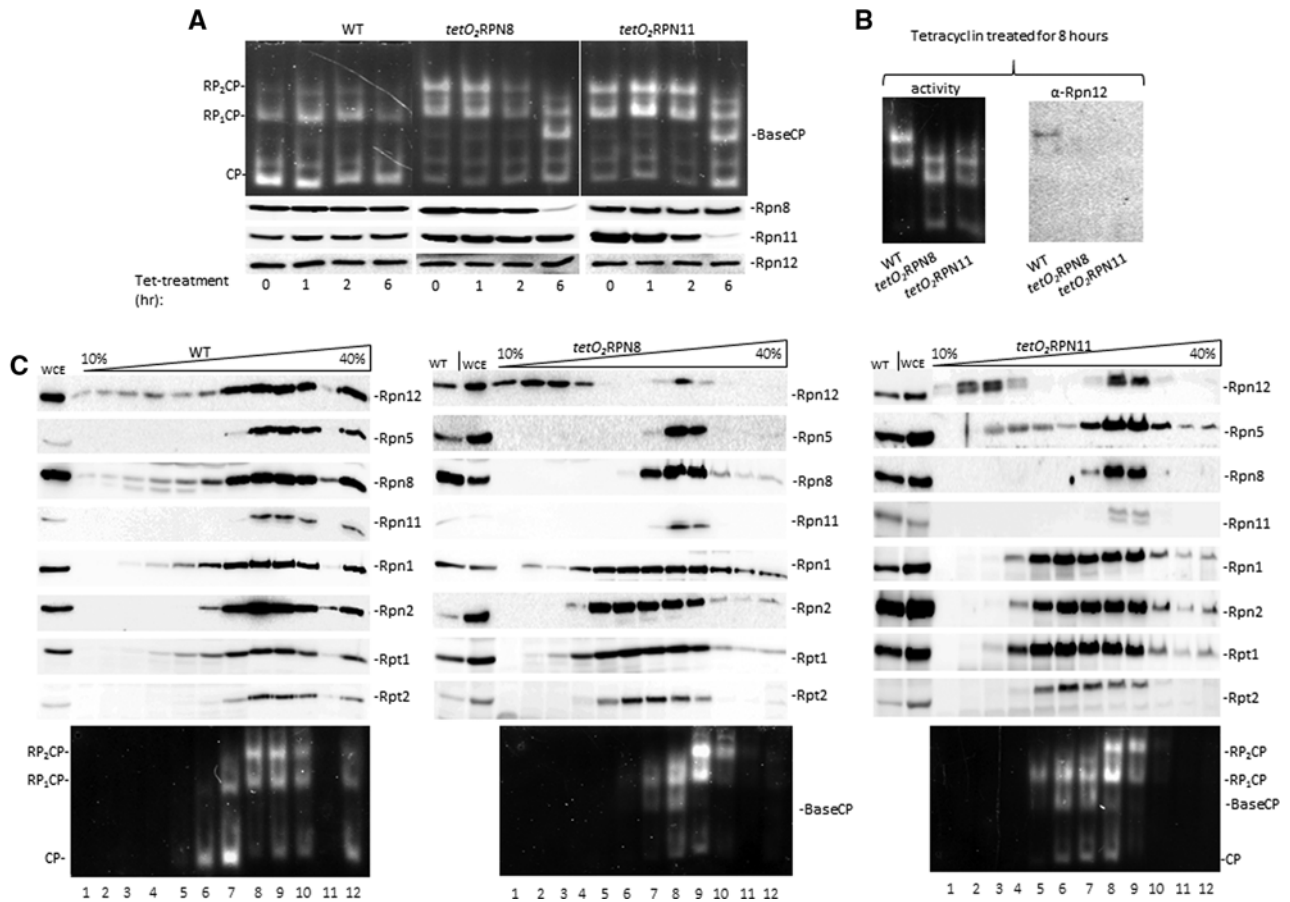 A
WT
tetO₂RPN8
tetO₂RPN11
RP₂CP-
RP₁CP-
CP-
-BaseCP
-Rpn8
-Rpn11
-Rpn12
Tet-treatment (hr):
0 1 2 6 0 1 2 6 0 1 2 6
B
Tetracyclin treated for 8 hours
activity
α-Rpn12
WT
tetO₂RPN8
tetO₂RPN11
WT
tetO₂RPN8
tetO₂RPN11
C
WCE
10%
WT
40%
-Rpn12
-Rpn5
-Rpn8
-Rpn11
-Rpn1
-Rpn2
-Rpt1
-Rpt2
RP₂CP-
RP₁CP-
CP-
1 2 3 4 5 6 7 8 9 10 11 12
WT
WCE
10%
tetO₂RPN8
40%
-Rpn12
-Rpn5
-Rpn8
-Rpn11
-Rpn1
-Rpn2
-Rpt1
-Rpt2
-BaseCP
1 2 3 4 5 6 7 8 9 10 11 12
WT
WCE
10%
tetO₂RPN11
40%
-Rpn12
-Rpn5
-Rpn8
-Rpn11
-Rpn1
-Rpn2
-Rpt1
-Rpt2
-RP₂CP
-RP₁CP
-BaseCP
-CP
1 2 3 4 5 6 7 8 9 10 11 12